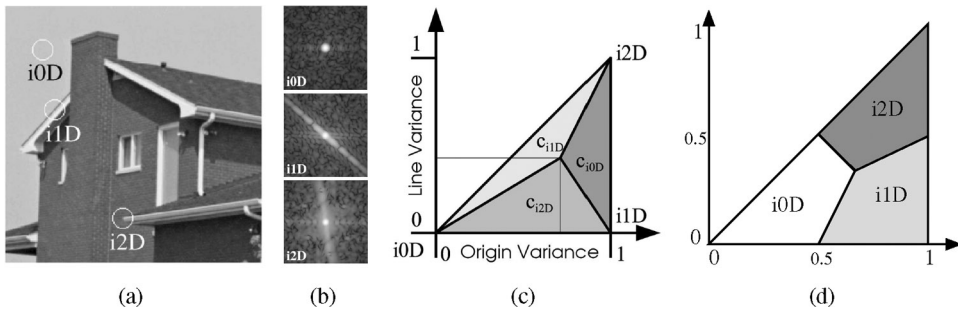 i0D
i1D
i2D
(a)
i0D
i1D
i2D
(b)
i2D
1
Line Variance
c_i1D
c_i0D
c_i2D
0
i1D
i0D
0
Origin Variance
1
(c)
1
i2D
0.5
i0D
i1D
0
0
0.5
1
(d)